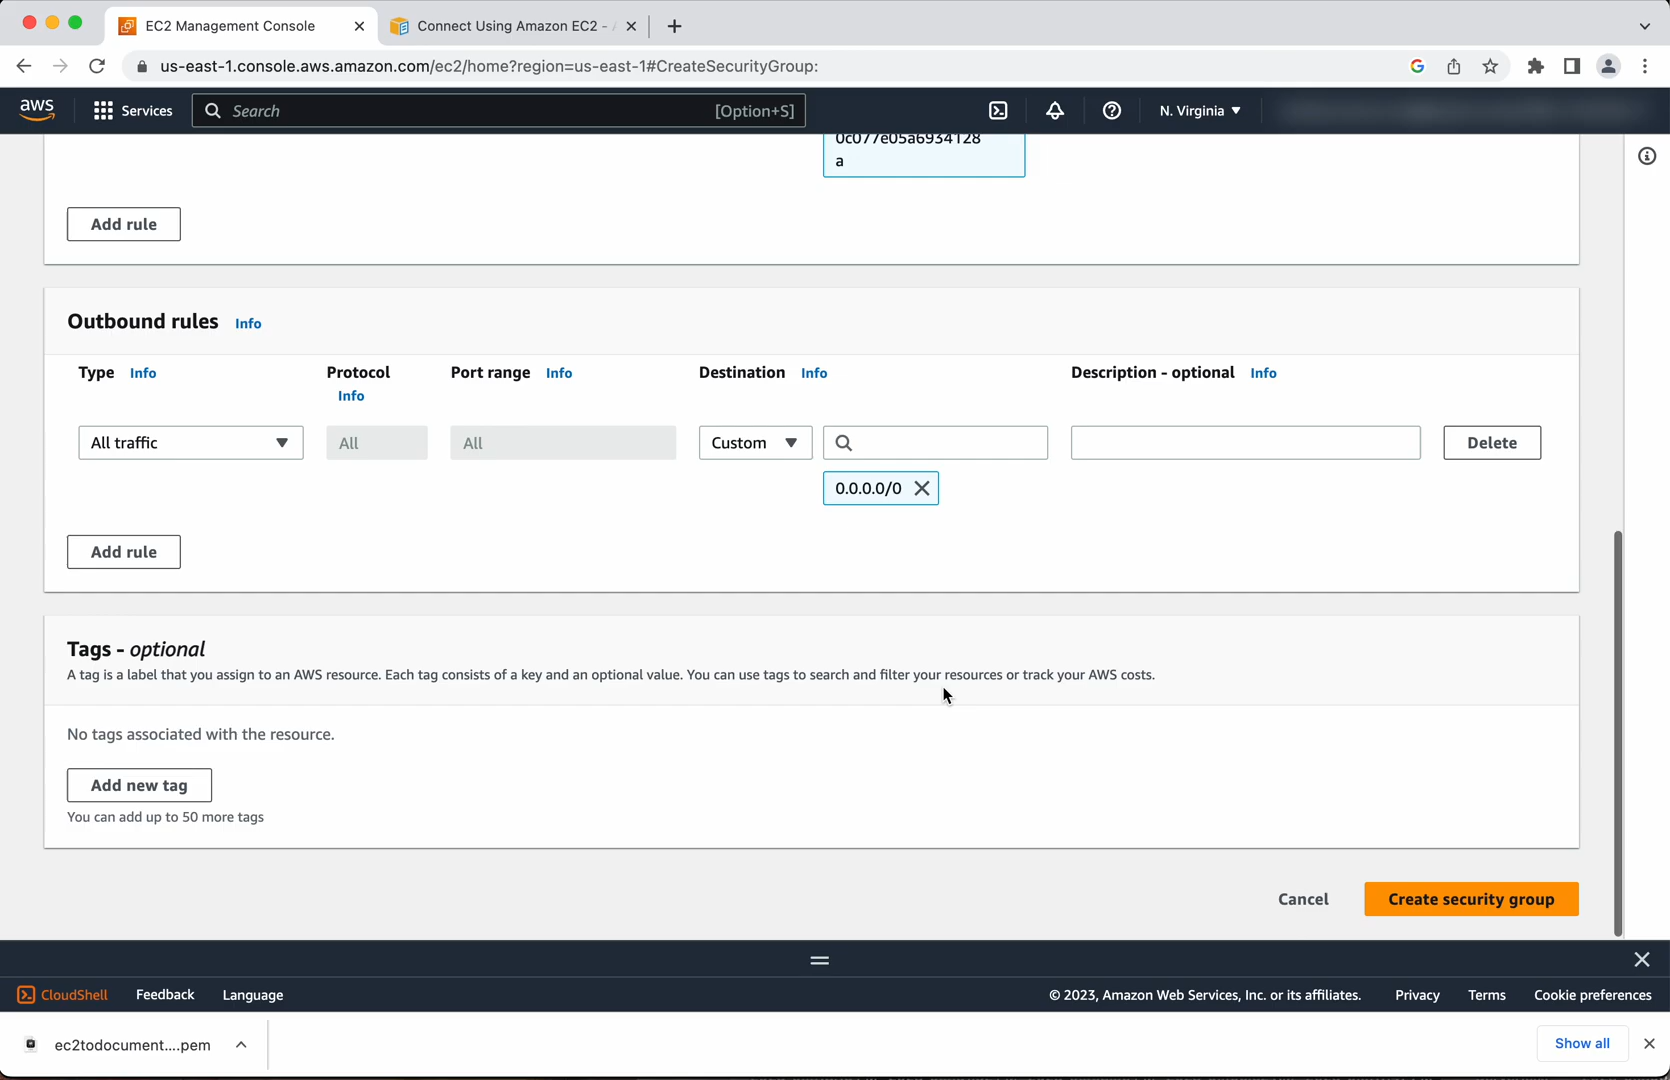 EC2 Management Console
Connect Using Amazon EC2 -
us-east-1.console.aws.amazon.com/ec2/home?region=us-east-1#CreateSecurityGroup:
aws
Services
Search
[Option+S]
N. Virginia
0c077e05a6934128
a
Add rule
Outbound rules Info
Type Info
Protocol
Info
Port range Info
Destination Info
Description - optional Info
All traffic
All
All
Custom
Delete
0.0.0.0/0
Add rule
Tags - optional
A tag is a label that you assign to an AWS resource. Each tag consists of a key and an optional value. You can use tags to search and filter your resources or track your AWS costs.
No tags associated with the resource.
Add new tag
You can add up to 50 more tags
Cancel
Create security group
CloudShell
Feedback
Language
© 2023, Amazon Web Services, Inc. or its affiliates.
Privacy
Terms
Cookie preferences
ec2todocument....pem
Show all